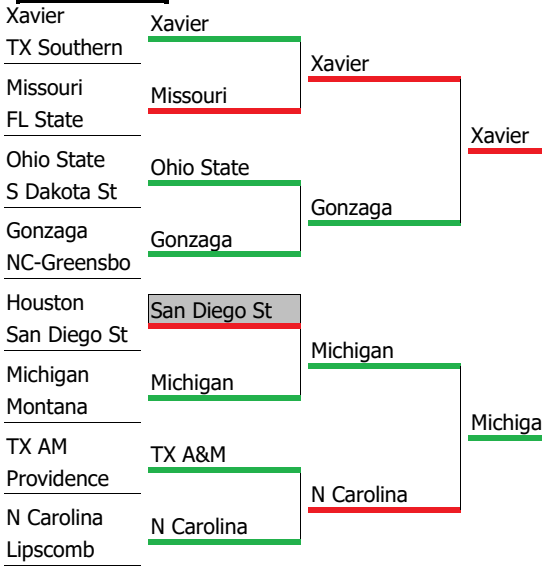 Xavier
TX Southern
Missouri
FL State
Ohio State
S Dakota St
Gonzaga
NC-Greensbo
Houston
San Diego St
Michigan
Montana
TX AM
Providence
N Carolina
Lipscomb
Xavier
Missouri
Ohio State
Gonzaga
San Diego St
Michigan
TX A&M
N Carolina
Xavier
Gonzaga
Michigan
N Carolina
Xavier
Michiga